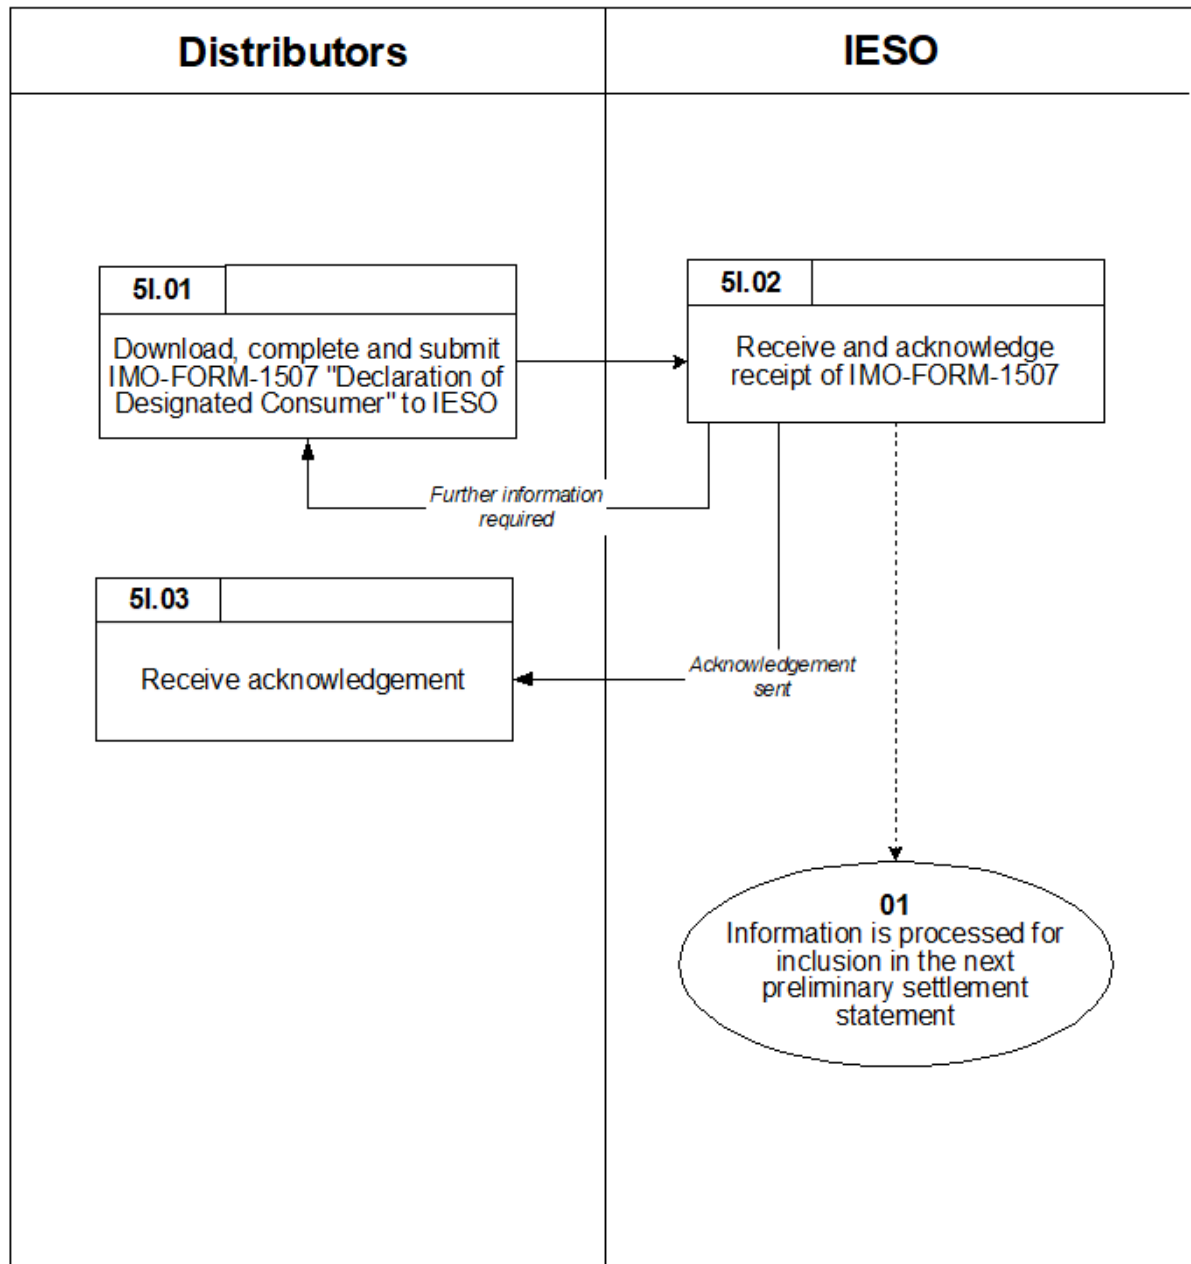 Distributors
IESO
5I.01
Download, complete and submit
IMO-FORM-1507 "Declaration of
Designated Consumer" to IESO
5I.02
Receive and acknowledge
receipt of IMO-FORM-1507
Further information
required
5I.03
Receive acknowledgement
Acknowledgement
sent
01
Information is processed for
inclusion in the next
preliminary settlement
statement